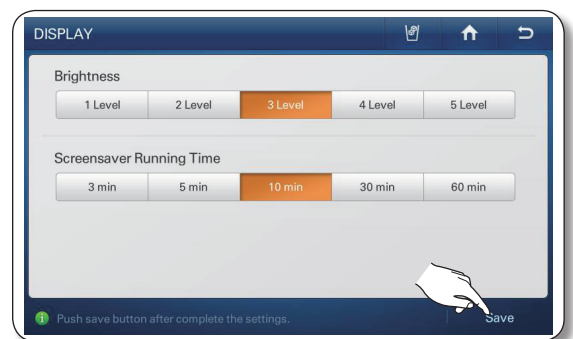 DISPLAY
Brightness
1 Level 2 Level 3 Level 4 Level 5 Level
Screensaver Running Time
3 min 5 min 10 min 30 min 60 min
Push save button after complete the settings. Save